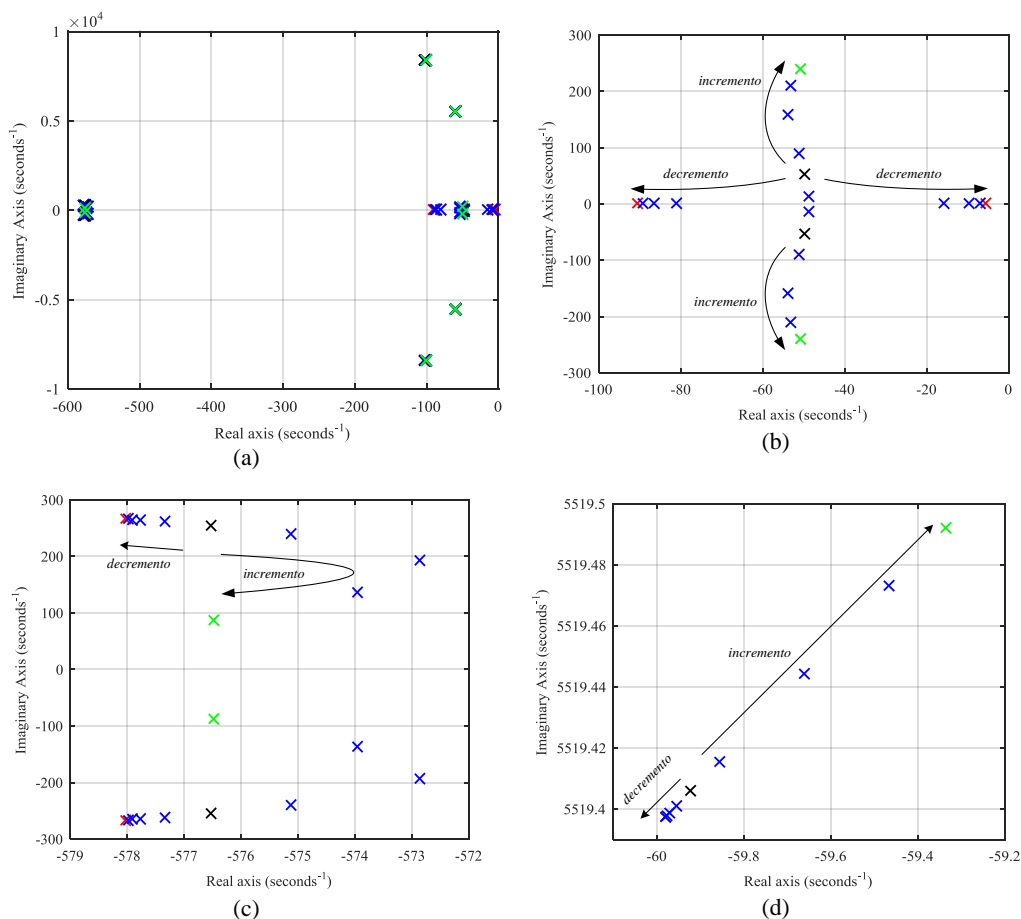 ×10⁴
1
0.5
0
-0.5
-1
Imaginary Axis (seconds⁻¹)
-600 -500 -400 -300 -200 -100 0
Real axis (seconds⁻¹)
(a)
300
200
100
0
-100
-200
-300
Imaginary Axis (seconds⁻¹)
incremento
decremento
decremento
incremento
-100 -80 -60 -40 -20 0
Real axis (seconds⁻¹)
(b)
300
200
100
0
-100
-200
-300
Imaginary Axis (seconds⁻¹)
decremento
incremento
-579 -578 -577 -576 -575 -574 -573 -572
Real axis (seconds⁻¹)
(c)
5519.5
5519.48
5519.46
5519.44
5519.42
5519.4
Imaginary Axis (seconds⁻¹)
incremento
decremento
-60 -59.8 -59.6 -59.4 -59.2
Real axis (seconds⁻¹)
(d)